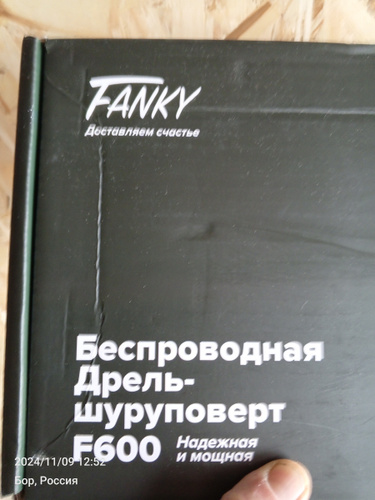 FANKY
Доставляем счастье
Беспроводная
Дрель-
шуруповерт
F600 Надежная
и мощная
2024/11/09 12:52
Бор, Россия